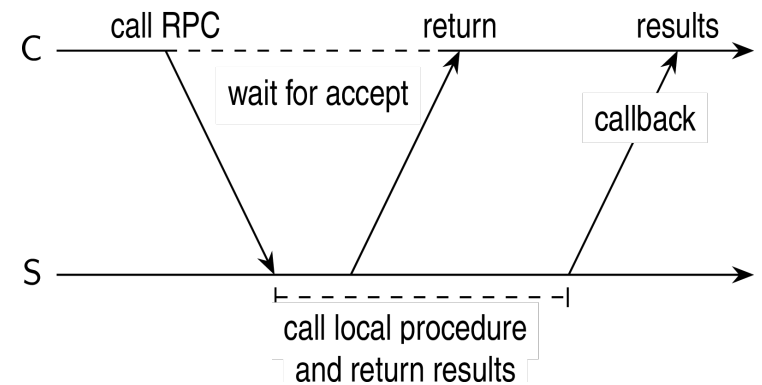 call RPC
return
results
C
wait for accept
callback
S
call local procedure
and return results